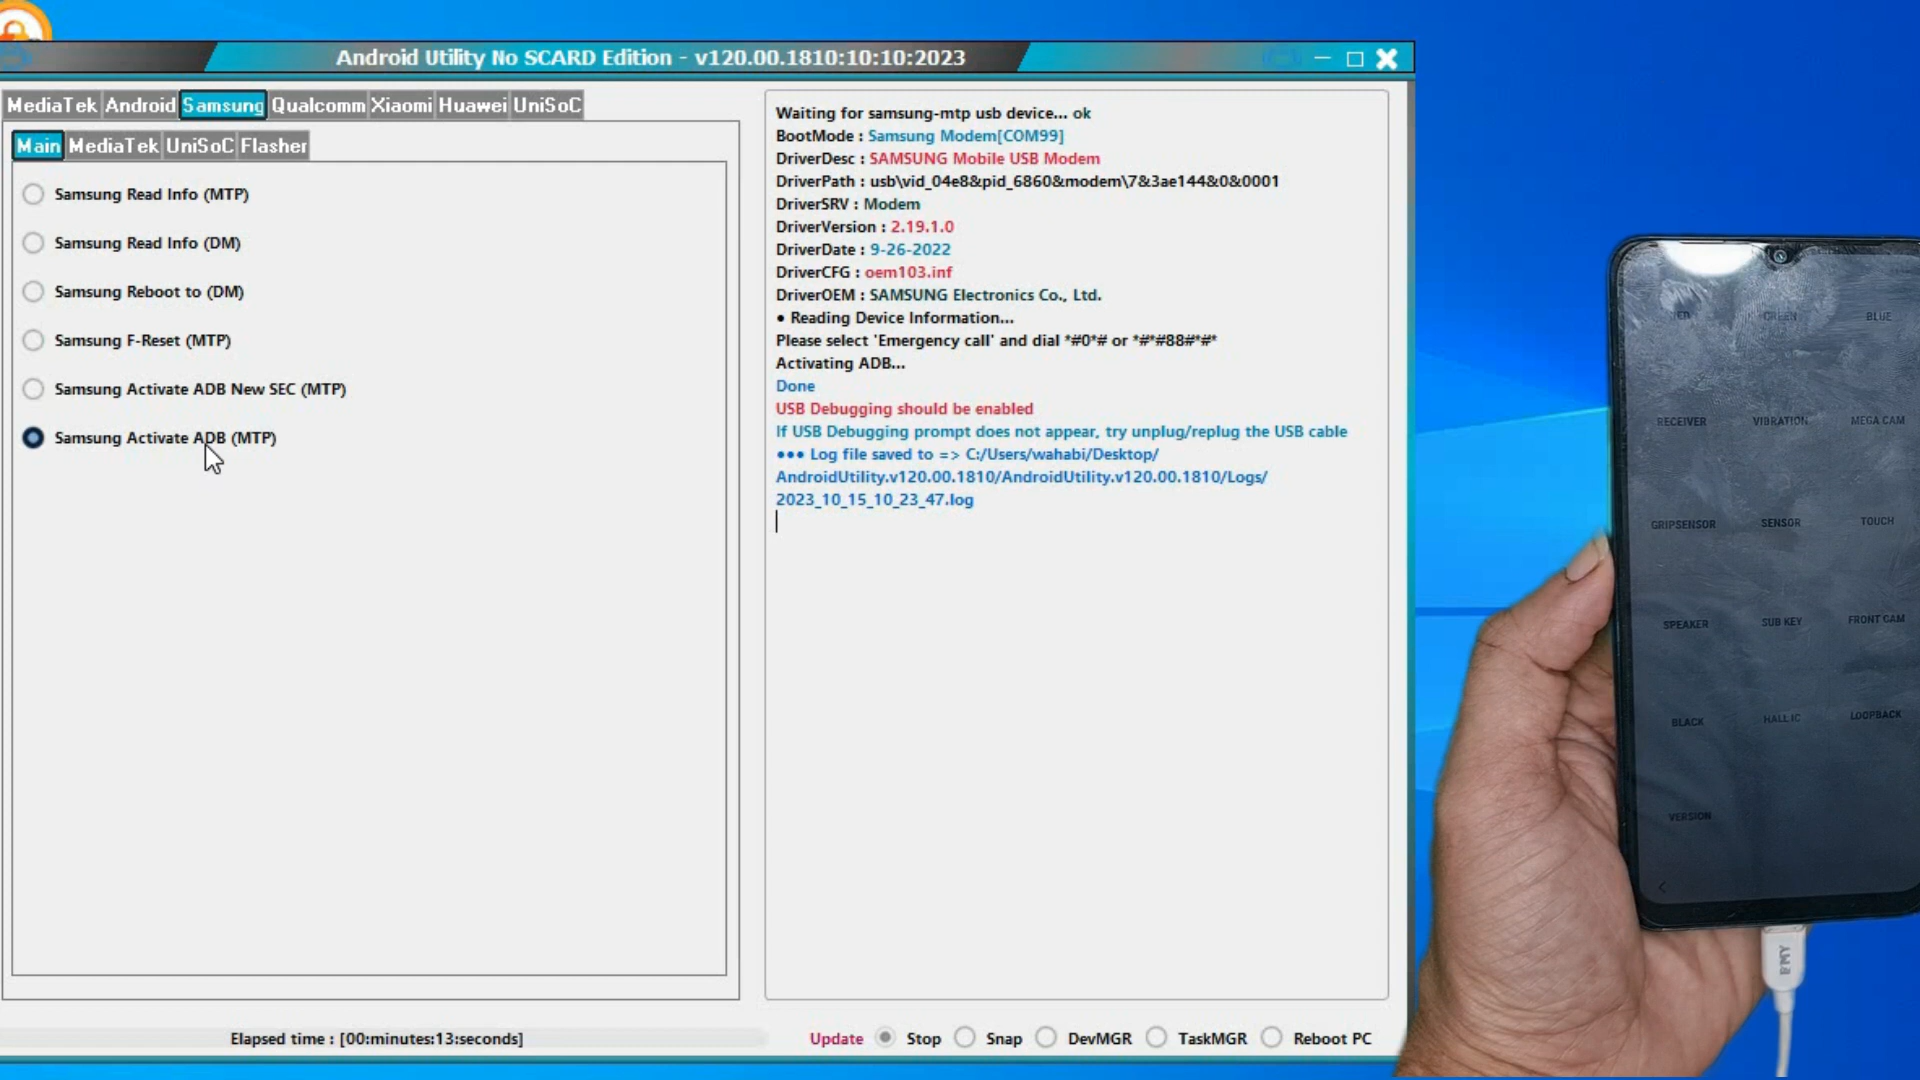 Android Utility No SCARD Edition - v120.00.1810:10:10:2023
MediaTek Android Samsung Qualcomm Xiaomi Huawei UniSoC
Main MediaTek UniSoC Flasher
Samsung Read Info (MTP)
Samsung Read Info (DM)
Samsung Reboot to (DM)
Samsung F-Reset (MTP)
Samsung Activate ADB New SEC (MTP)
Samsung Activate ADB (MTP)
Waiting for samsung-mtp usb device... ok
BootMode : Samsung Modem[COM99]
DriverDesc : SAMSUNG Mobile USB Modem
DriverPath : usb\vid_04e8&pid_6860&modem\7&3ae144&0&0001
DriverSRV : Modem
DriverVersion : 2.19.1.0
DriverDate : 9-26-2022
DriverCFG : oem103.inf
DriverOEM : SAMSUNG Electronics Co., Ltd.
• Reading Device Information...
Please select 'Emergency call' and dial *#0*# or *#*#88#*#*
Activating ADB...
Done
USB Debugging should be enabled
If USB Debugging prompt does not appear, try unplug/replug the USB cable
••• Log file saved to => C:/Users/wahabi/Desktop/
AndroidUtility.v120.00.1810/AndroidUtility.v120.00.1810/Logs/
2023_10_15_10_23_47.log
Elapsed time : [00:minutes:13:seconds]
Update Stop Snap DevMGR TaskMGR Reboot PC
RED GREEN BLUE
RECEIVER VIBRATION MEGA CAM
GRIPSENSOR SENSOR TOUCH
SPEAKER SUB KEY FRONT CAM
BLACK HALL IC LOOPBACK
VERSION